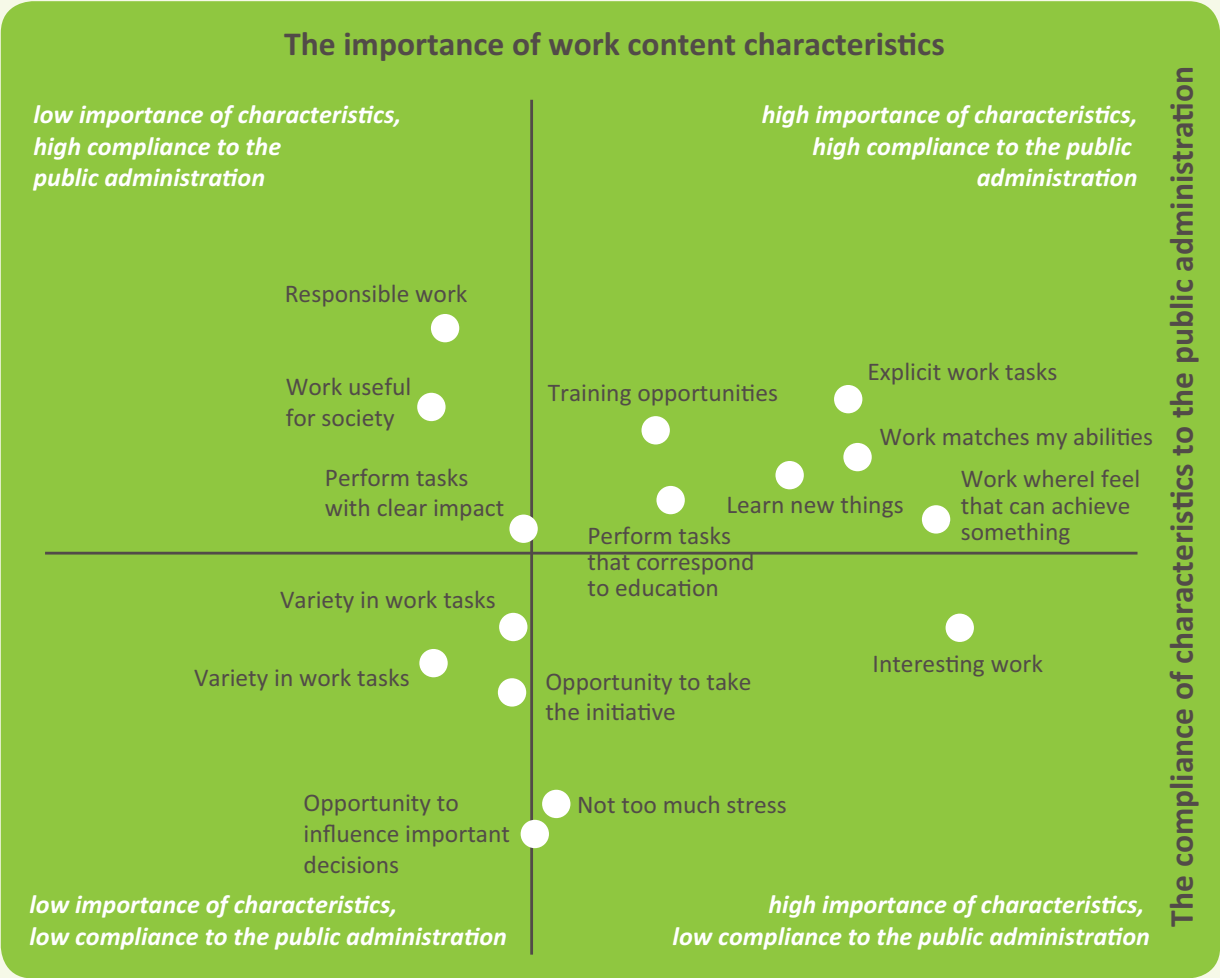 The importance of work content characteristics
low importance of characteristics,
high compliance to the
public administration
high importance of characteristics,
high compliance to the public
administration
The compliance of characteristics to the public administration
Responsible work
Work useful
for society
Training opportunities
Explicit work tasks
Work matches my abilities
Perform tasks
with clear impact
Learn new things
Work whereI feel
that can achieve
something
Perform tasks
that correspond
to education
Variety in work tasks
Variety in work tasks
Opportunity to take
the initiative
Interesting work
Opportunity to
influence important
decisions
Not too much stress
low importance of characteristics,
low compliance to the public administration
high importance of characteristics,
low compliance to the public administration